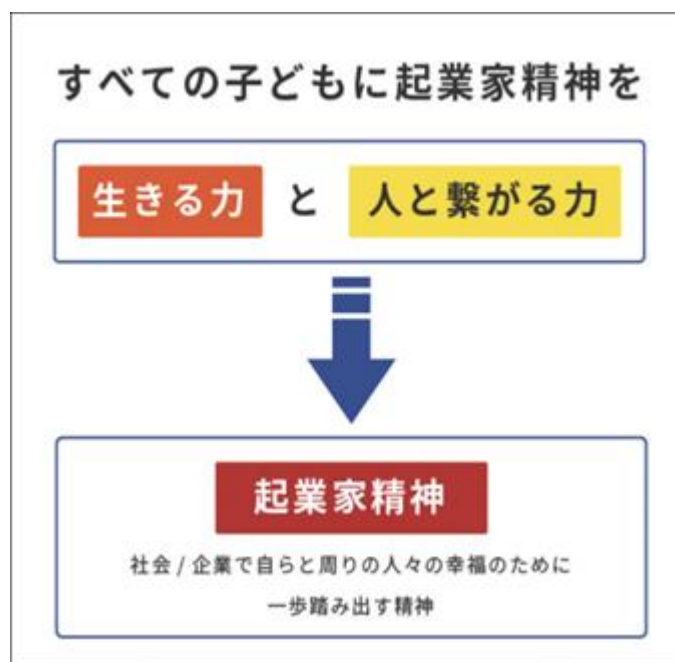 すべての子どもに起業家精神を
生きる力 と 人と繋がる力
起業家精神
社会 / 企業で自らと周りの人々の幸福のために
一歩踏み出す精神